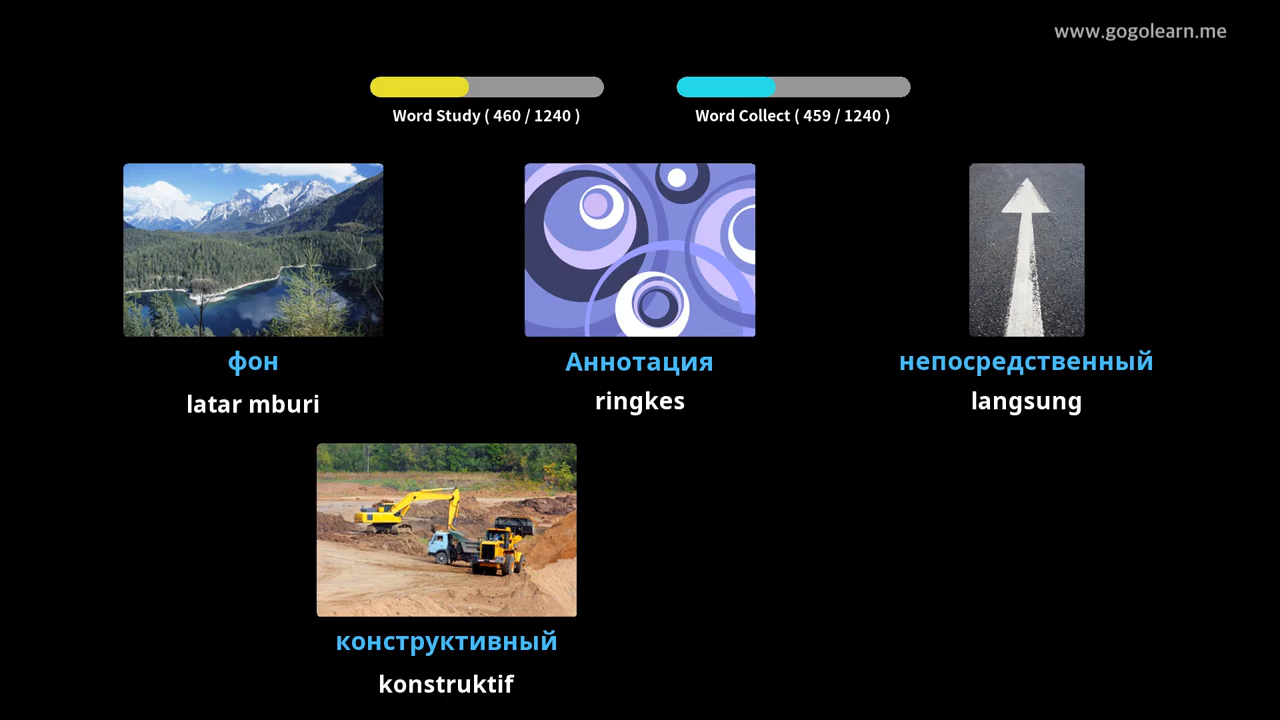 www.gogolearn.me
Word Study ( 460 / 1240 )
Word Collect ( 459 / 1240 )
фон
latar mburi
Аннотация
ringkes
непосредственный
langsung
конструктивный
konstruktif